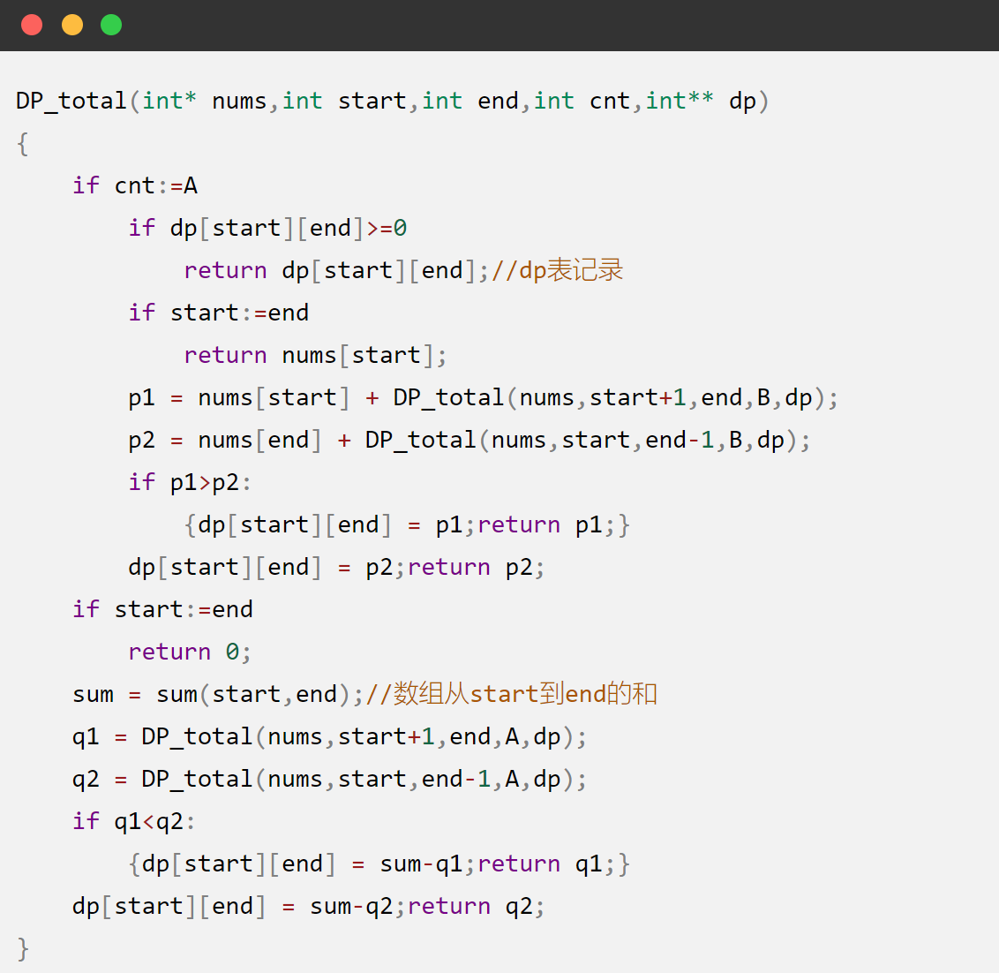 DP_total(int* nums,int start,int end,int cnt,int** dp)
{
    if cnt:=A
        if dp[start][end]>=0
            return dp[start][end];//dp表记录
        if start:=end
            return nums[start];
        p1 = nums[start] + DP_total(nums,start+1,end,B,dp);
        p2 = nums[end] + DP_total(nums,start,end-1,B,dp);
        if p1>p2:
            {dp[start][end] = p1;return p1;}
        dp[start][end] = p2;return p2;
    if start:=end
        return 0;
    sum = sum(start,end);//数组从start到end的和
    q1 = DP_total(nums,start+1,end,A,dp);
    q2 = DP_total(nums,start,end-1,A,dp);
    if q1<q2:
        {dp[start][end] = sum-q1;return q1;}
    dp[start][end] = sum-q2;return q2;
}